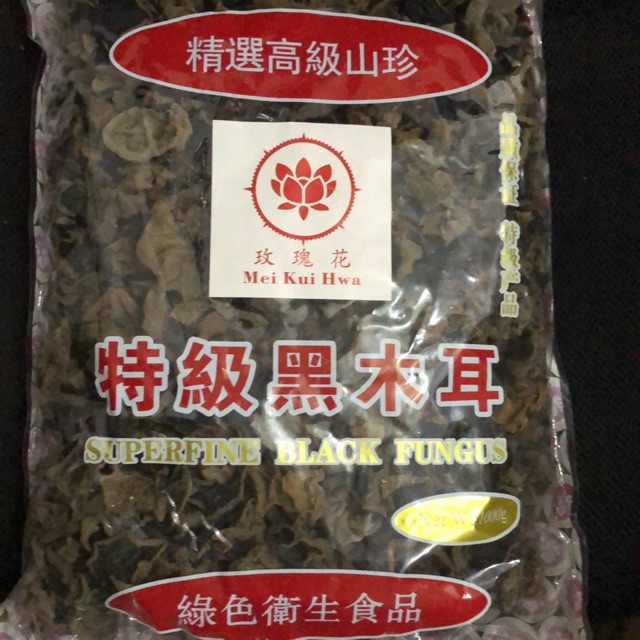 精選高級山珍
玫瑰花
Mei Kui Hwa
特級黑木耳
SUPERFINE BLACK FUNGUS
1000g
綠色衛生食品